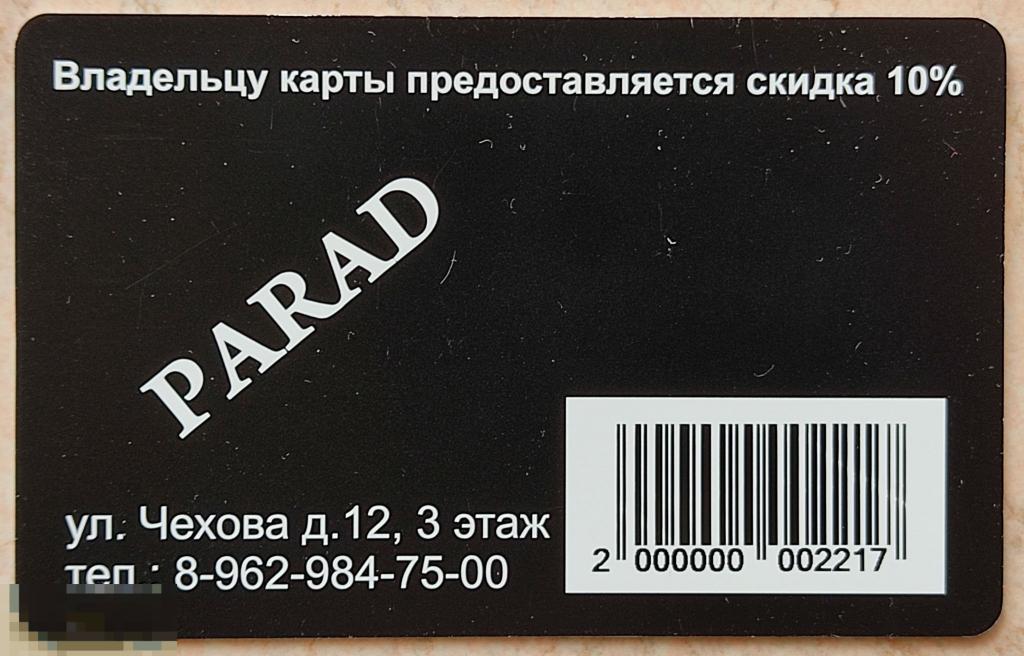 Владельцу карты предоставляется скидка 10%
PARAD
ул. Чехова д.12, 3 этаж
тел.: 8-962-984-75-00
2 000000 002217